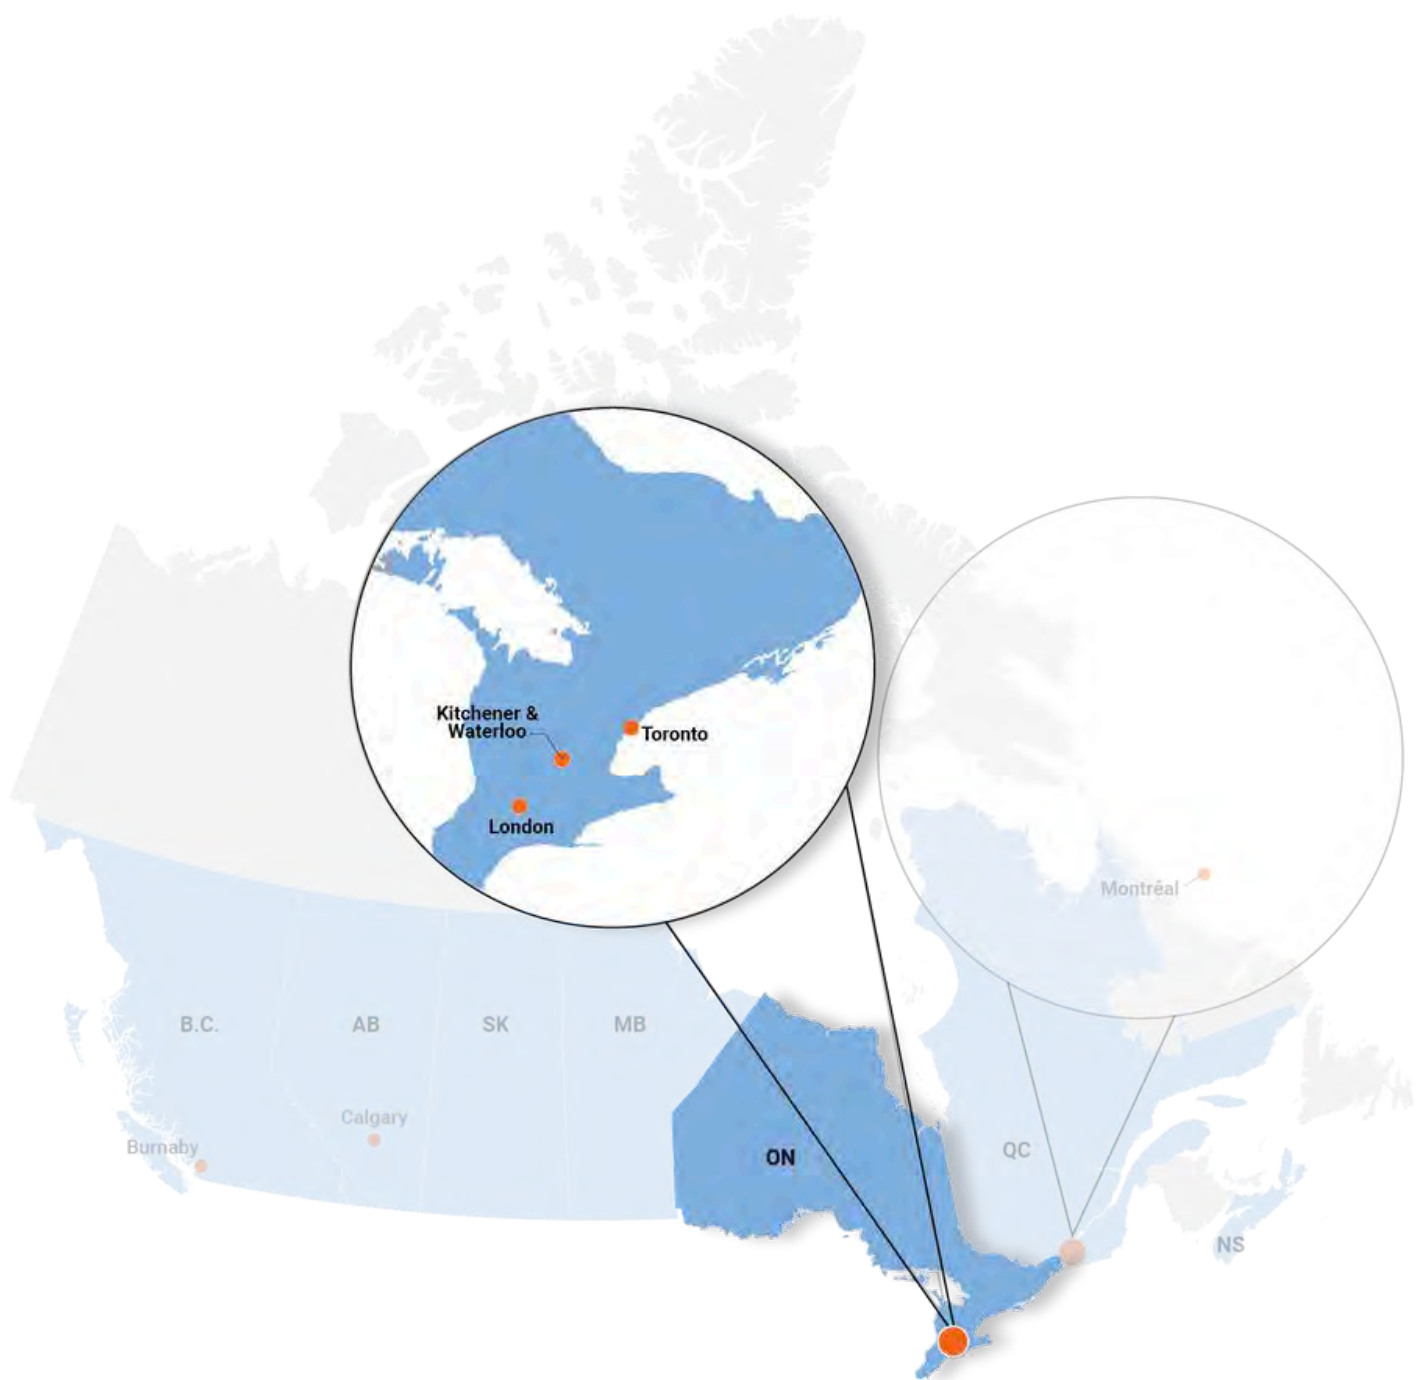 Kitchener &
Waterloo
Toronto
London
Montréal
B.C.
AB
SK
MB
Calgary
Burnaby
ON
QC
NS